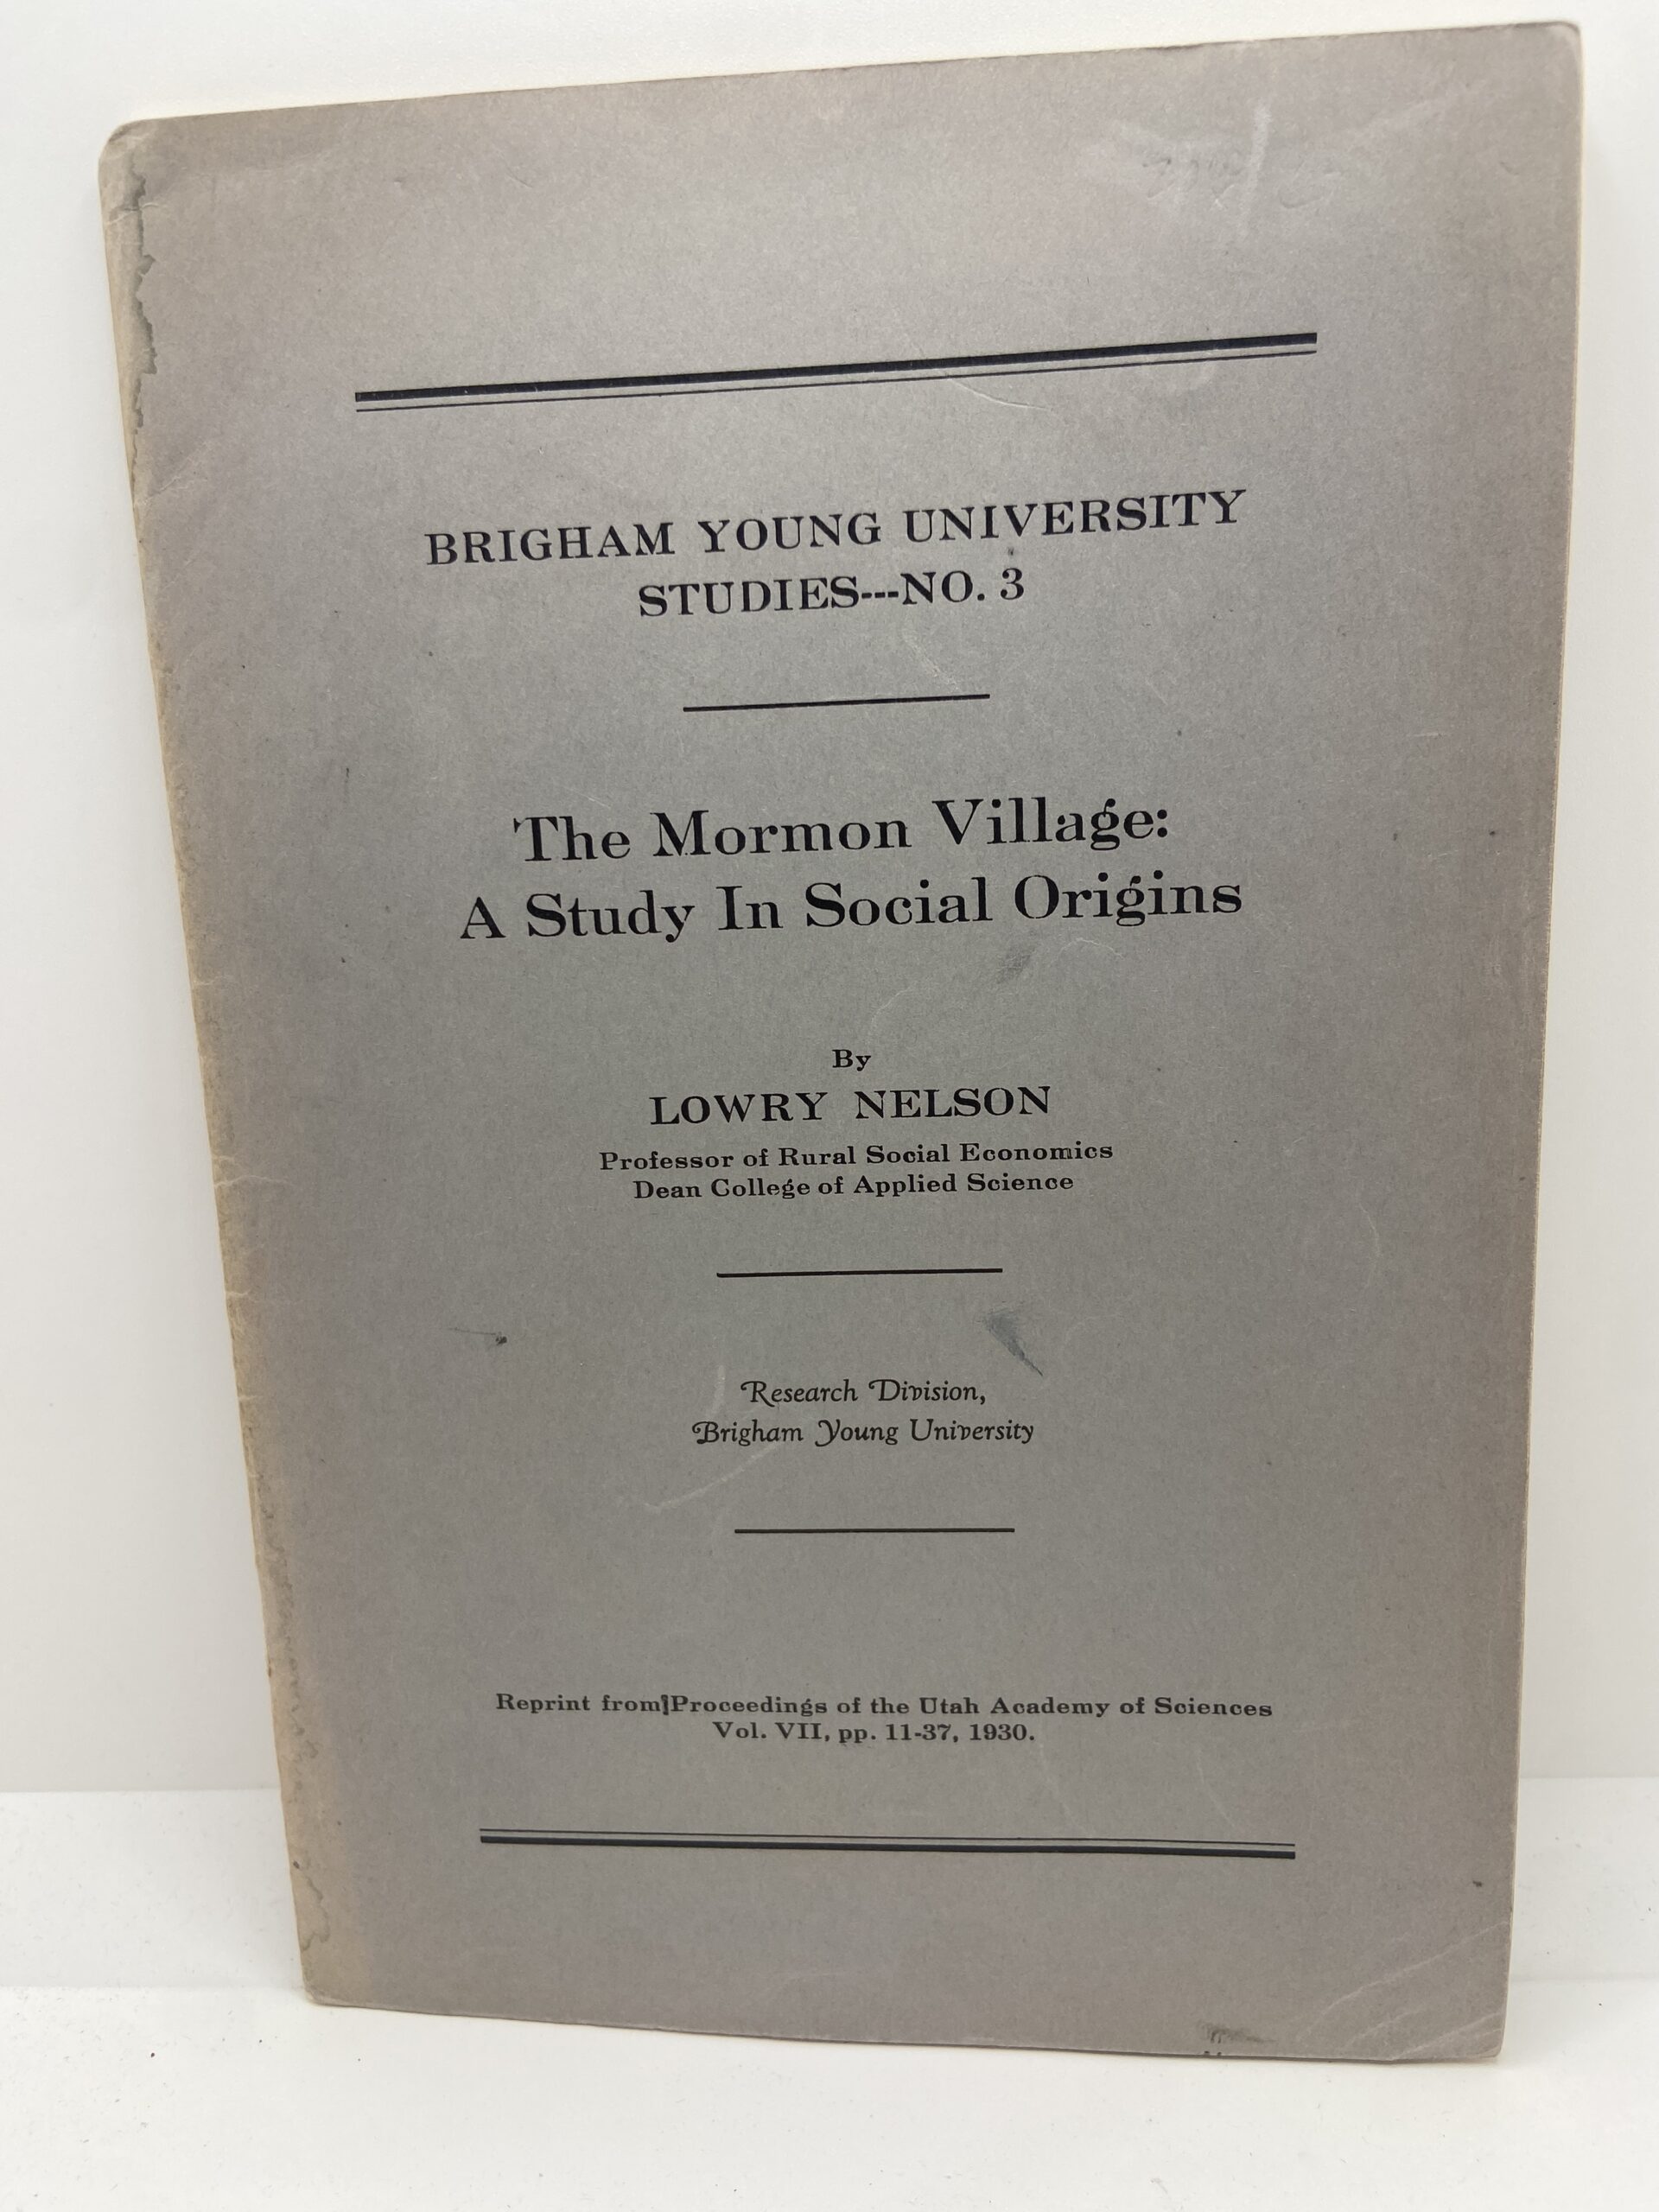 BRIGHAM YOUNG UNIVERSITY
STUDIES---NO. 3
The Mormon Village:
A Study In Social Origins
By
LOWRY NELSON
Professor of Rural Social Economics
Dean College of Applied Science
Research Division,
Brigham Young University
Reprint from Proceedings of the Utah Academy of Sciences
Vol. VII, pp. 11-37, 1930.